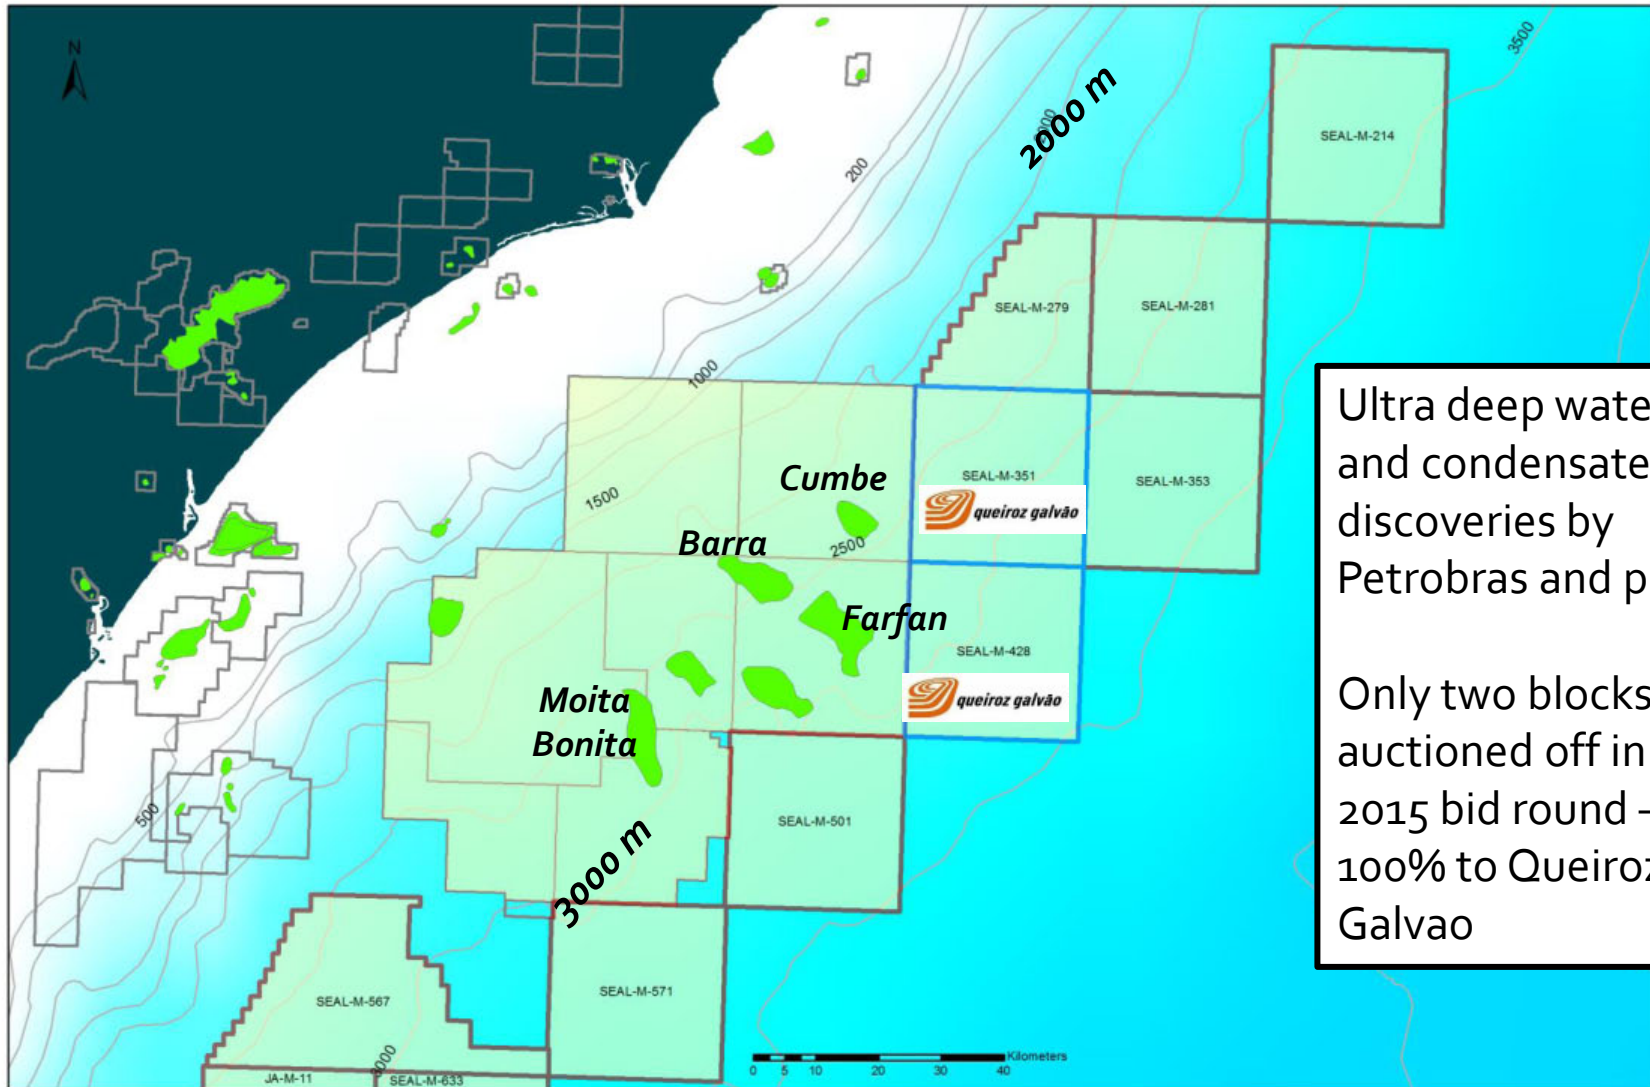 N
3500
2000 m
200
SEAL-M-214
SEAL-M-279
SEAL-M-281
1000
SEAL-M-351
SEAL-M-353
queiroz galvão
1500
Cumbe
2500
Barra
Farfan
SEAL-M-428
queiroz galvão
Moita
Bonita
500
SEAL-M-501
3000 m
SEAL-M-567
SEAL-M-571
JA-M-11
SEAL-M-633
Kilometers
0 5 10 20 30 40
Ultra deep wate
and condensate
discoveries by
Petrobras and p
Only two blocks
auctioned off in
2015 bid round -
100% to Queiroz
Galvao